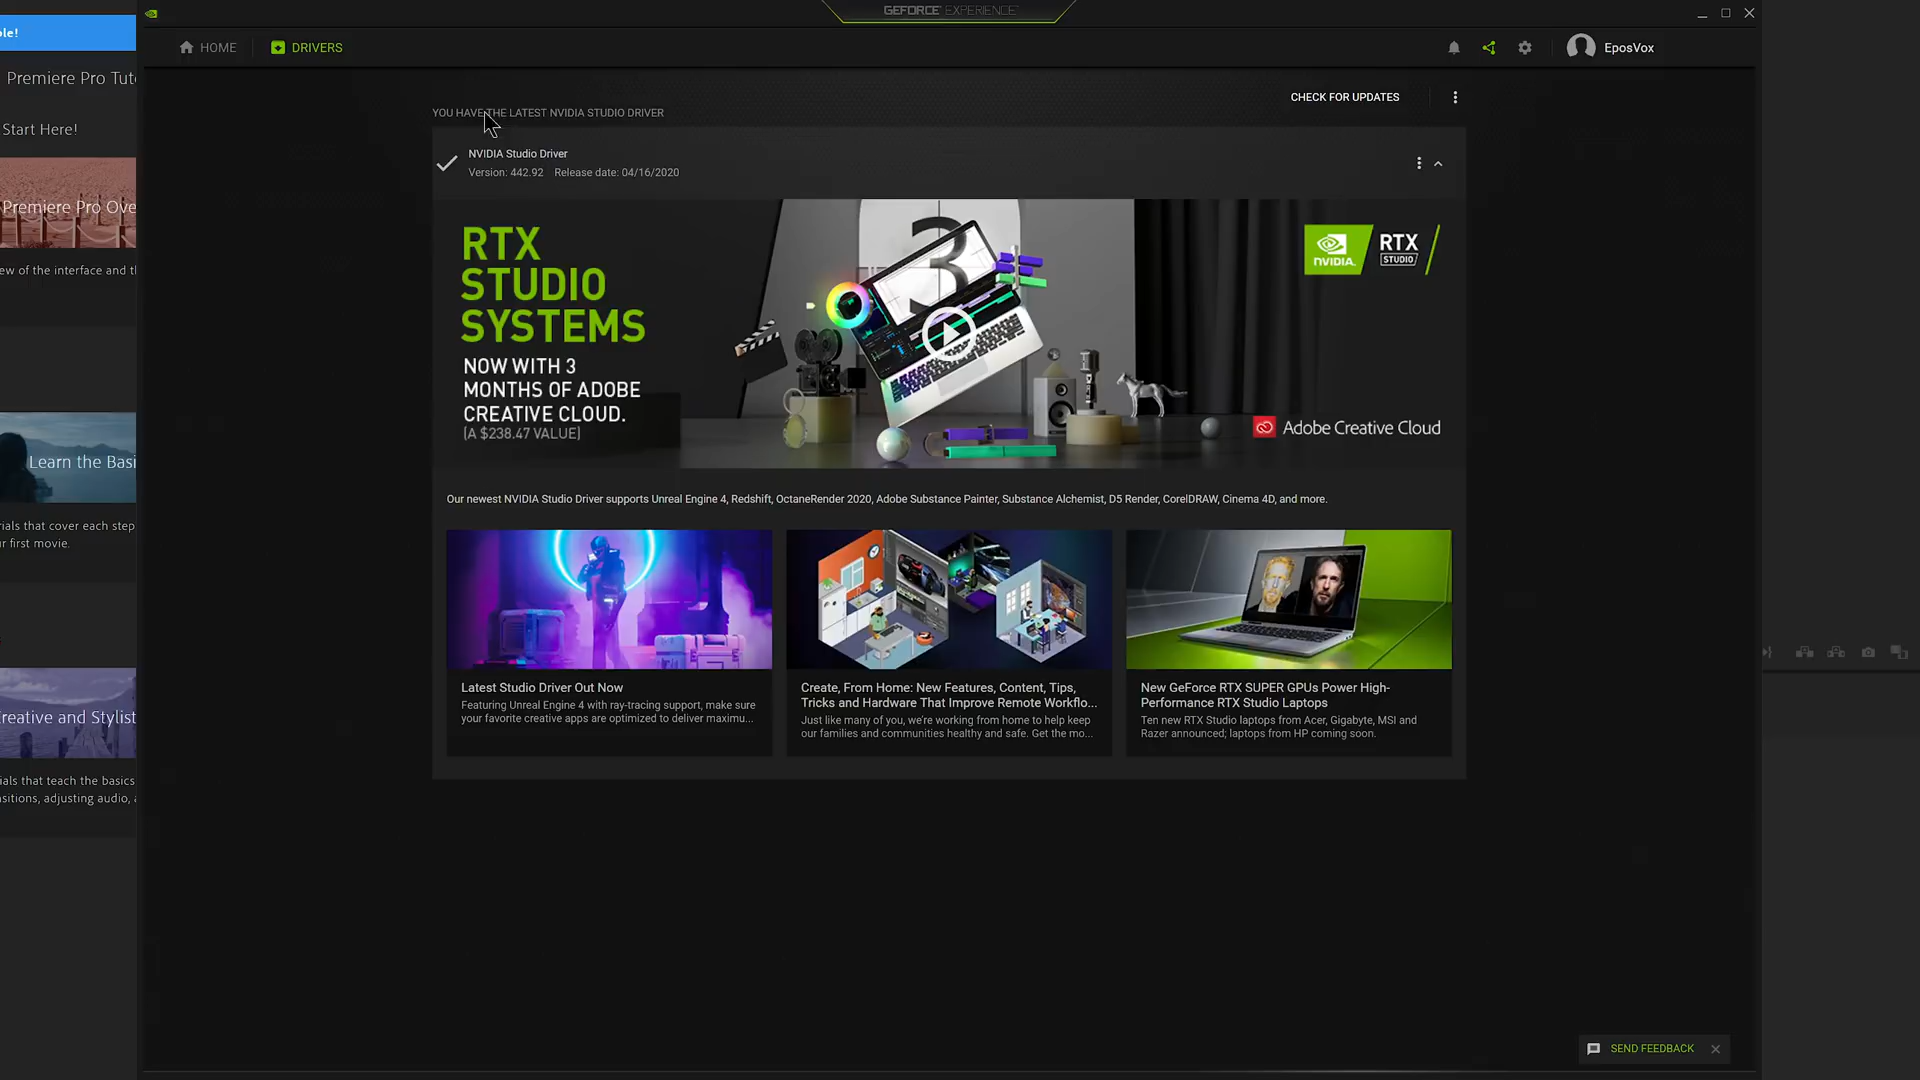 GEFORCE EXPERIENCE
HOME
DRIVERS
EposVox
ple!
Premiere Pro Tuto
Start Here!
Premiere Pro Ove
ew of the interface and th
Learn the Basi
rials that cover each step
ur first movie.
reative and Stylist
ials that teach the basics
sitions, adjusting audio, a
CHECK FOR UPDATES
YOU HAVE THE LATEST NVIDIA STUDIO DRIVER
NVIDIA Studio Driver
Version: 442.92 Release date: 04/16/2020
RTX
STUDIO
SYSTEMS
NOW WITH 3
MONTHS OF ADOBE
CREATIVE CLOUD.
(A $238.47 VALUE)
3
NVIDIA.
RTX
STUDIO
Adobe Creative Cloud
Our newest NVIDIA Studio Driver supports Unreal Engine 4, Redshift, OctaneRender 2020, Adobe Substance Painter, Substance Alchemist, D5 Render, CorelDRAW, Cinema 4D, and more.
Latest Studio Driver Out Now
Featuring Unreal Engine 4 with ray-tracing support, make sure
your favorite creative apps are optimized to deliver maximu...
Create, From Home: New Features, Content, Tips,
Tricks and Hardware That Improve Remote Workflo...
Just like many of you, we're working from home to help keep
our families and communities healthy and safe. Get the mo...
New GeForce RTX SUPER GPUs Power High-
Performance RTX Studio Laptops
Ten new RTX Studio laptops from Acer, Gigabyte, MSI and
Razer announced; laptops from HP coming soon.
SEND FEEDBACK